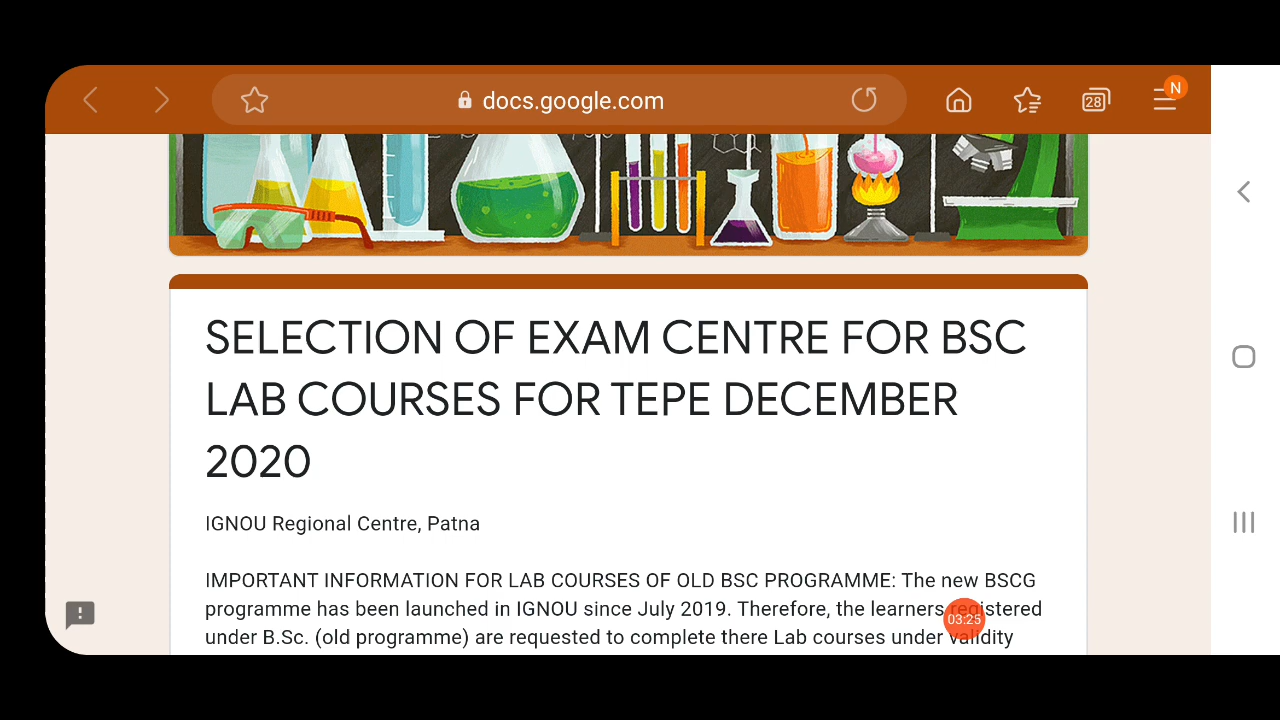 docs.google.com
28
N
SELECTION OF EXAM CENTRE FOR BSC
LAB COURSES FOR TEPE DECEMBER
2020
IGNOU Regional Centre, Patna
IMPORTANT INFORMATION FOR LAB COURSES OF OLD BSC PROGRAMME: The new BSCG
programme has been launched in IGNOU since July 2019. Therefore, the learners registered
under B.Sc. (old programme) are requested to complete there Lab courses under validity
03:25